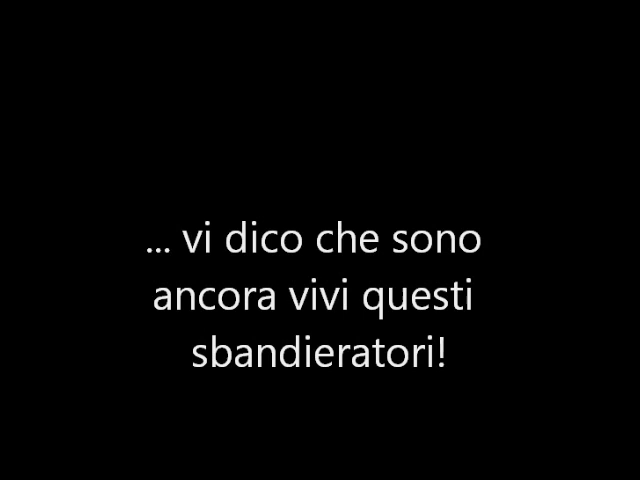 ... vi dico che sono
ancora vivi questi
sbandieratori!